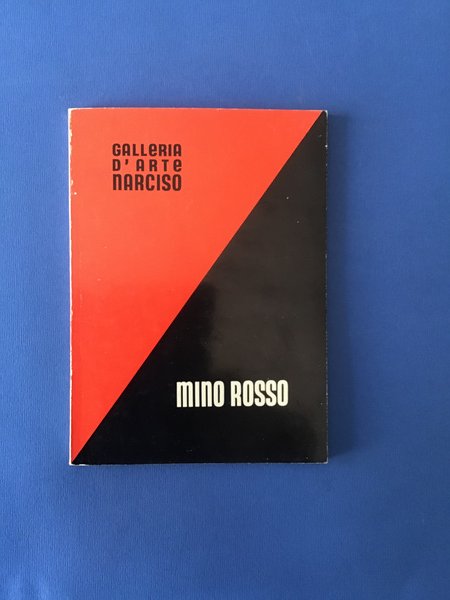 GALLERIA
D'ARTE
NARCISO
MINO ROSSO